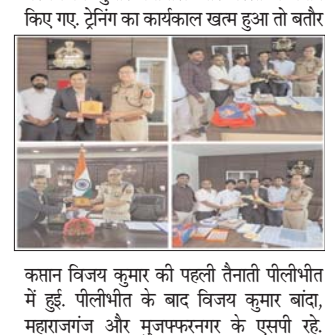 किए गए. ट्रेनिंग का कार्यकाल खत्म हुआ तो बतौर
कप्तान विजय कुमार की पहली तैनाती पीलीभीत
में हुई. पीलीभीत के बाद विजय कुमार बांदा,
महाराजगंज और मुजफ्फरनगर के एसपी रहे.